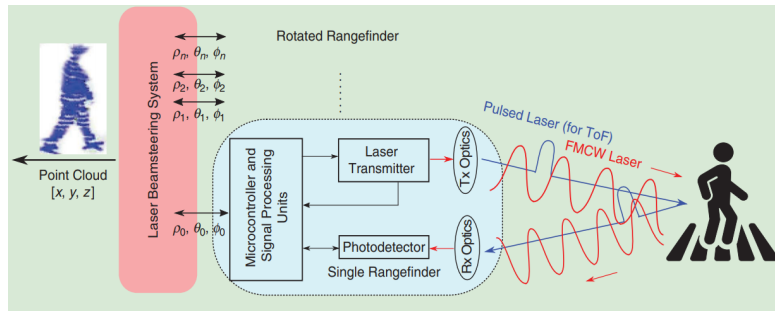 Rotated Rangefinder
ρn, θn, ϕn
ρ2, θ2, ϕ2
ρ1, θ1, ϕ1
ρ0, θ0, ϕ0
Laser Beamsteering System
Point Cloud
[x, y, z]
Microcontroller and
Signal Processing
Units
Laser
Transmitter
Tx Optics
Photodetector
Rx Optics
Single Rangefinder
Pulsed Laser (for ToF)
FMCW Laser